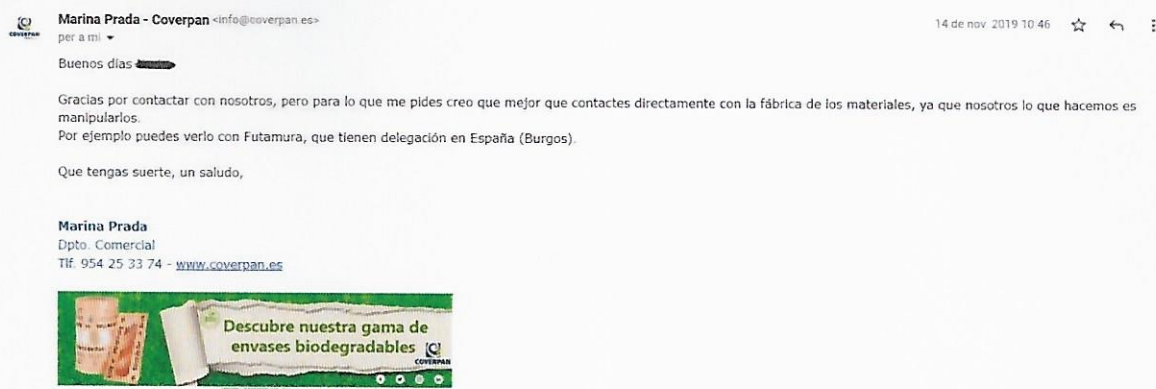 Marina Prada - Coverpan <info@coverpan.es>
14 de nov. 2019 10:46
per a mi
Buenos días
Gracias por contactar con nosotros, pero para lo que me pides creo que mejor que contactes directamente con la fábrica de los materiales, ya que nosotros lo que hacemos es
manipularlos.
Por ejemplo puedes verlo con Futamura, que tienen delegación en España (Burgos).
Que tengas suerte, un saludo,
Marina Prada
Dpto. Comercial
Tlf. 954 25 33 74 - www.coverpan.es
Descubre nuestra gama de
envases biodegradables
COVERPAN